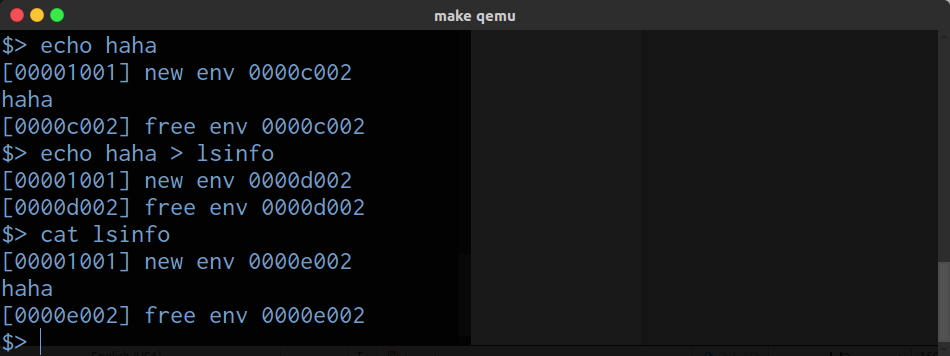 make qemu
$> echo haha
[00001001] new env 0000c002
haha
[0000c002] free env 0000c002
$> echo haha > lsinfo
[00001001] new env 0000d002
[0000d002] free env 0000d002
$> cat lsinfo
[00001001] new env 0000e002
haha
[0000e002] free env 0000e002
$>